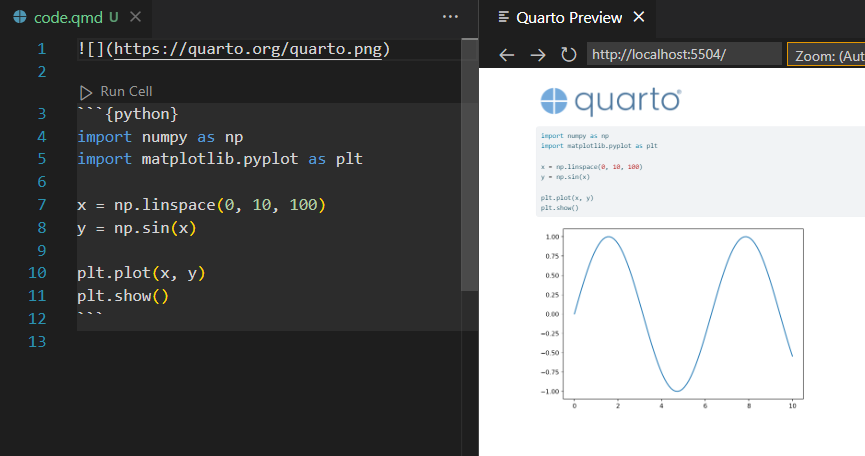 code.qmd U
1 ![](https://quarto.org/quarto.png)
2
Run Cell
3 ```{python}
4 import numpy as np
5 import matplotlib.pyplot as plt
6
7 x = np.linspace(0, 10, 100)
8 y = np.sin(x)
9
10 plt.plot(x, y)
11 plt.show()
12 ```
13
Quarto Preview
http://localhost:5504/ Zoom: (Aut
quarto®
import numpy as np
import matplotlib.pyplot as plt
x = np.linspace(0, 10, 100)
y = np.sin(x)
plt.plot(x, y)
plt.show()
1.00
0.75
0.50
0.25
0.00
−0.25
−0.50
−0.75
−1.00
0 2 4 6 8 10